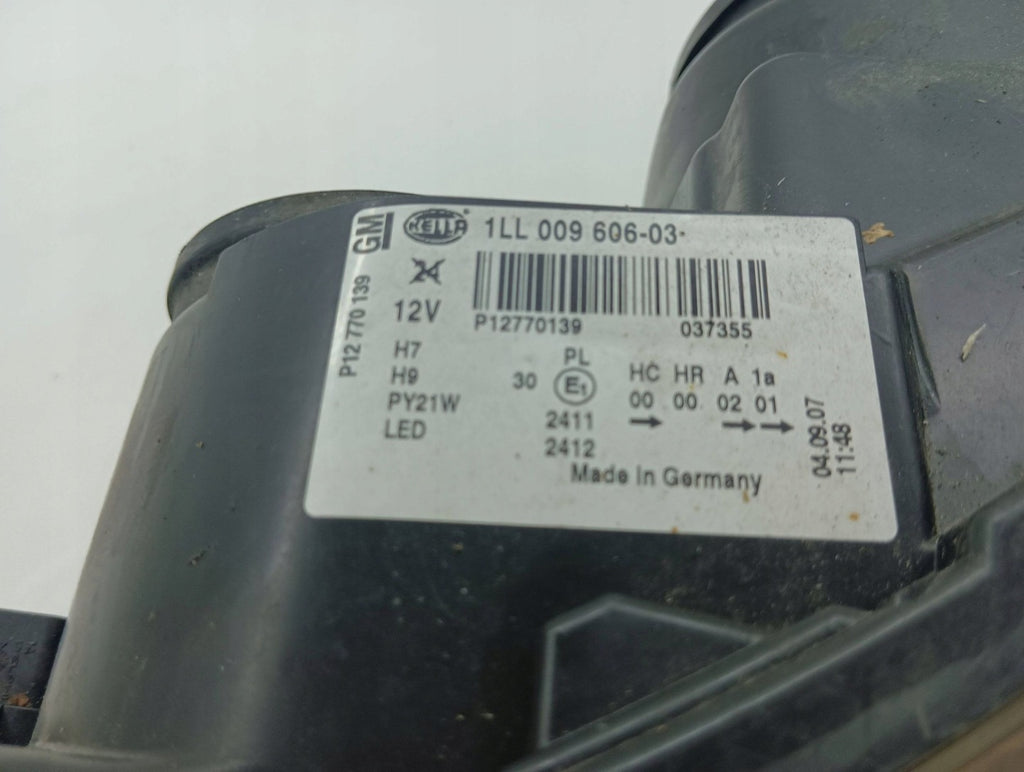 GM
HELLA
1LL 009 606-03
P12 770 139
24
12V
P12770139 037355
H7
H9
PY21W
LED
PL
30 E1
2411
2412
HC HR A 1a
00 00 02 01
Made in Germany
04.09.07
11:48